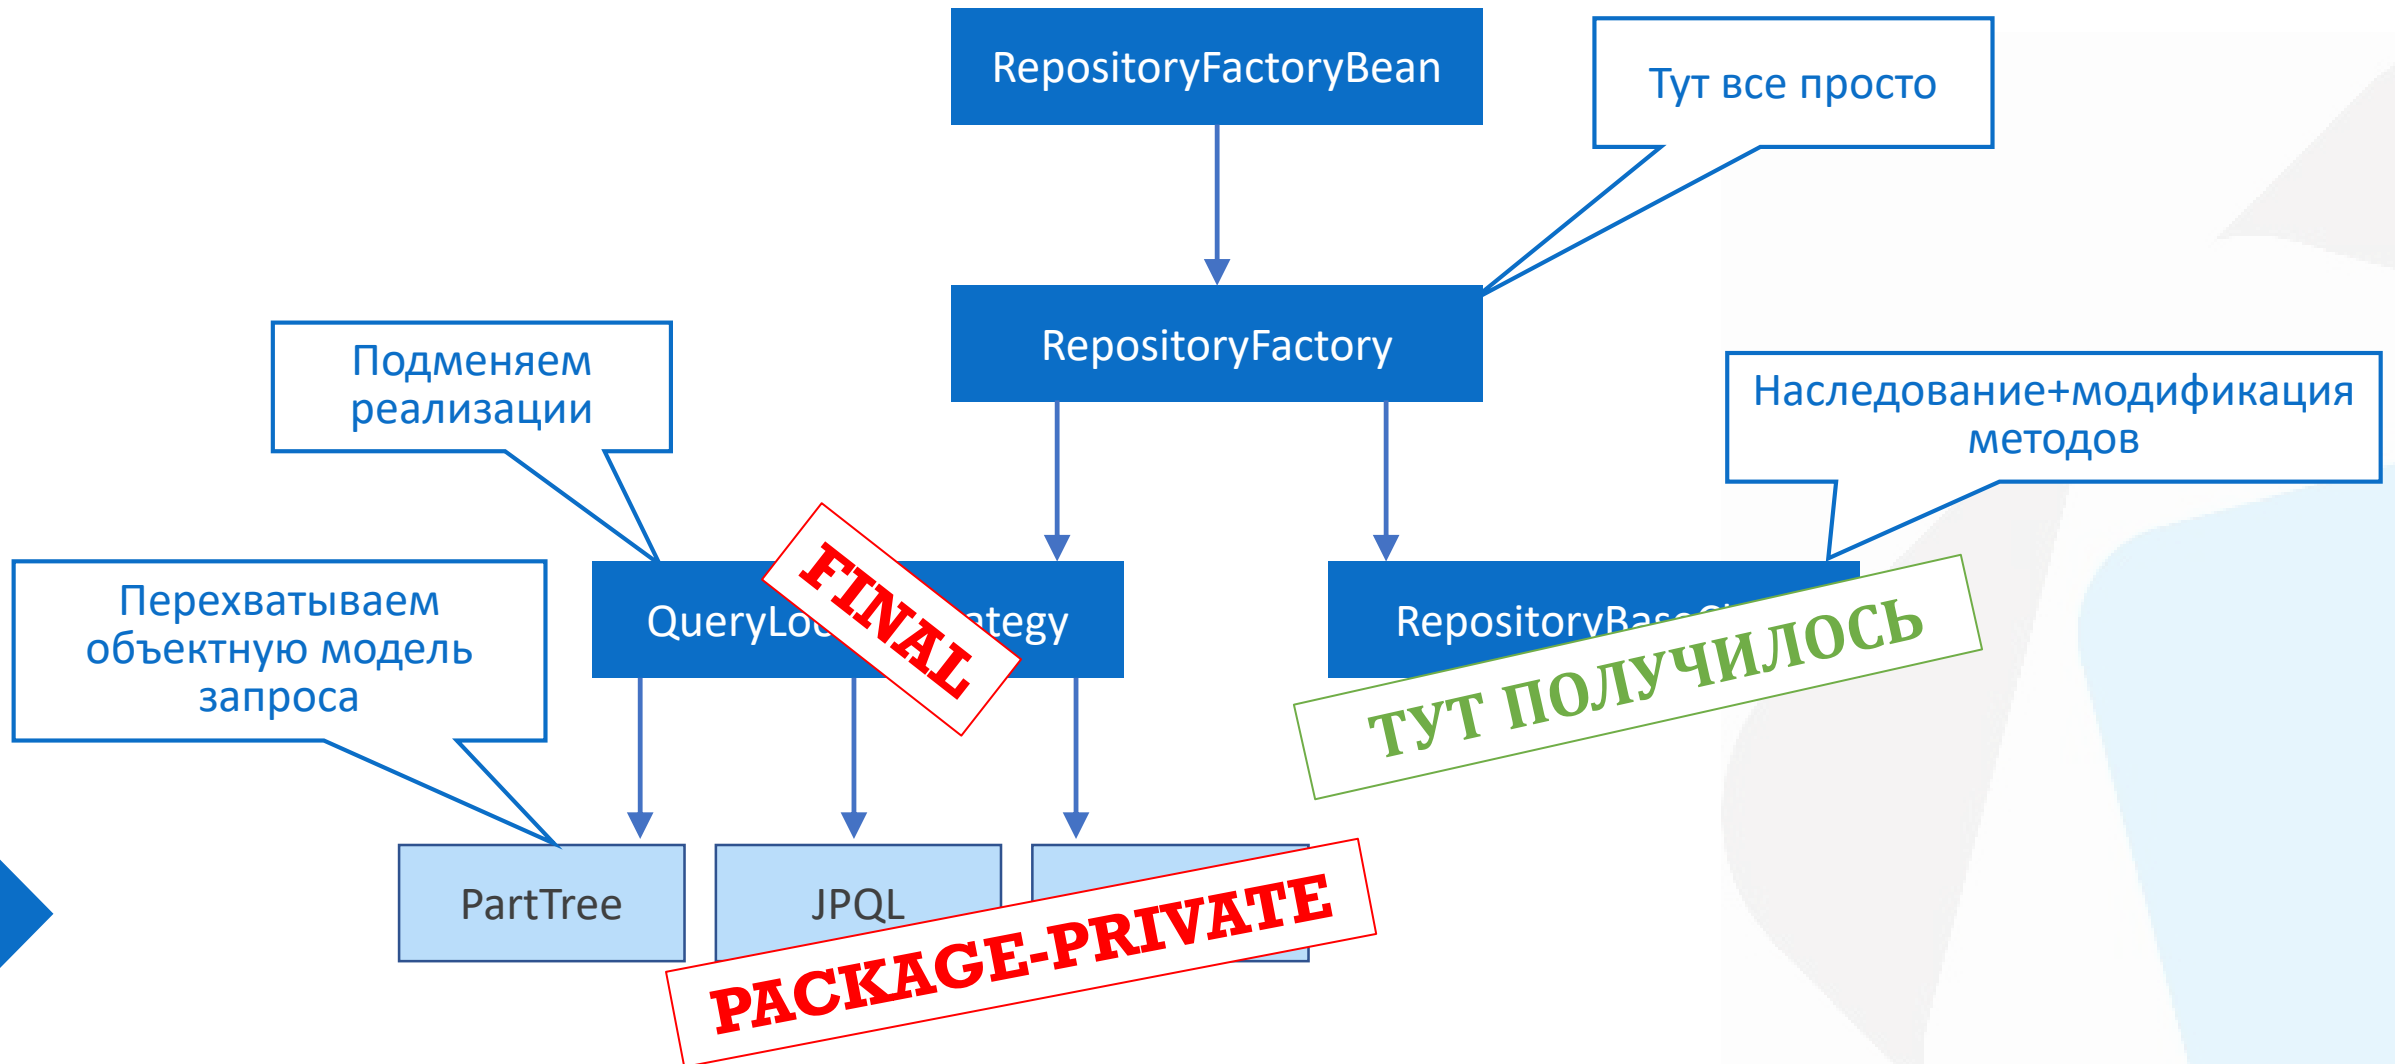 RepositoryFactoryBean
Тут все просто
RepositoryFactory
Подменяем
реализации
Наследование+модификация
методов
FINAL
Перехватываем
объектную модель
запроса
ТУТ ПОЛУЧИЛОСЬ
PartTree
JPQL
PACKAGE-PRIVATE